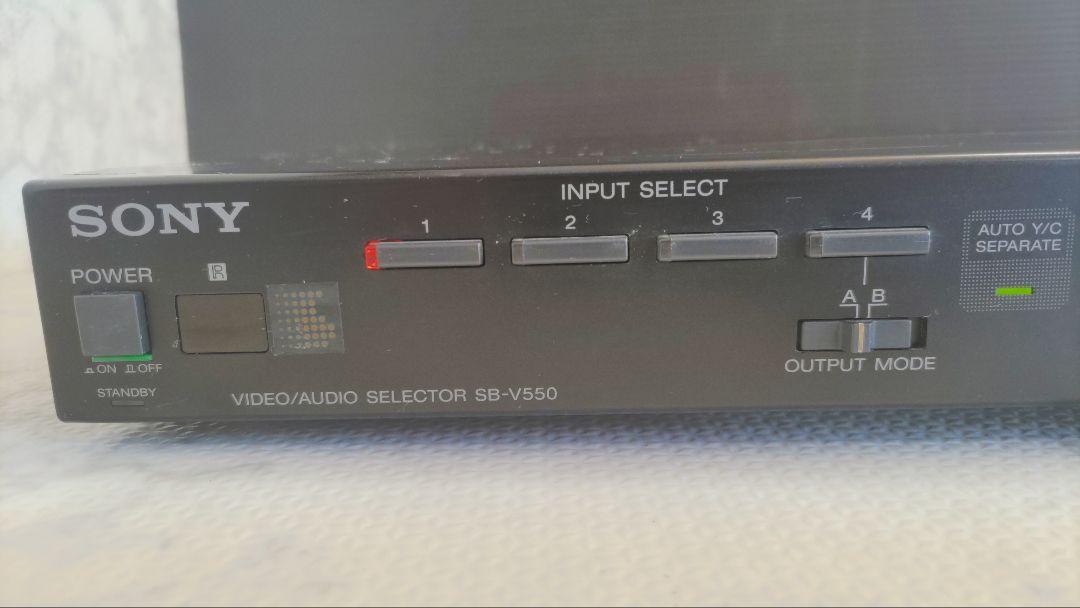 SONY
INPUT SELECT
1 2 3 4
AUTO Y/C
SEPARATE
POWER
IR
A B
ON OFF
OUTPUT MODE
STANDBY
VIDEO/AUDIO SELECTOR SB-V550